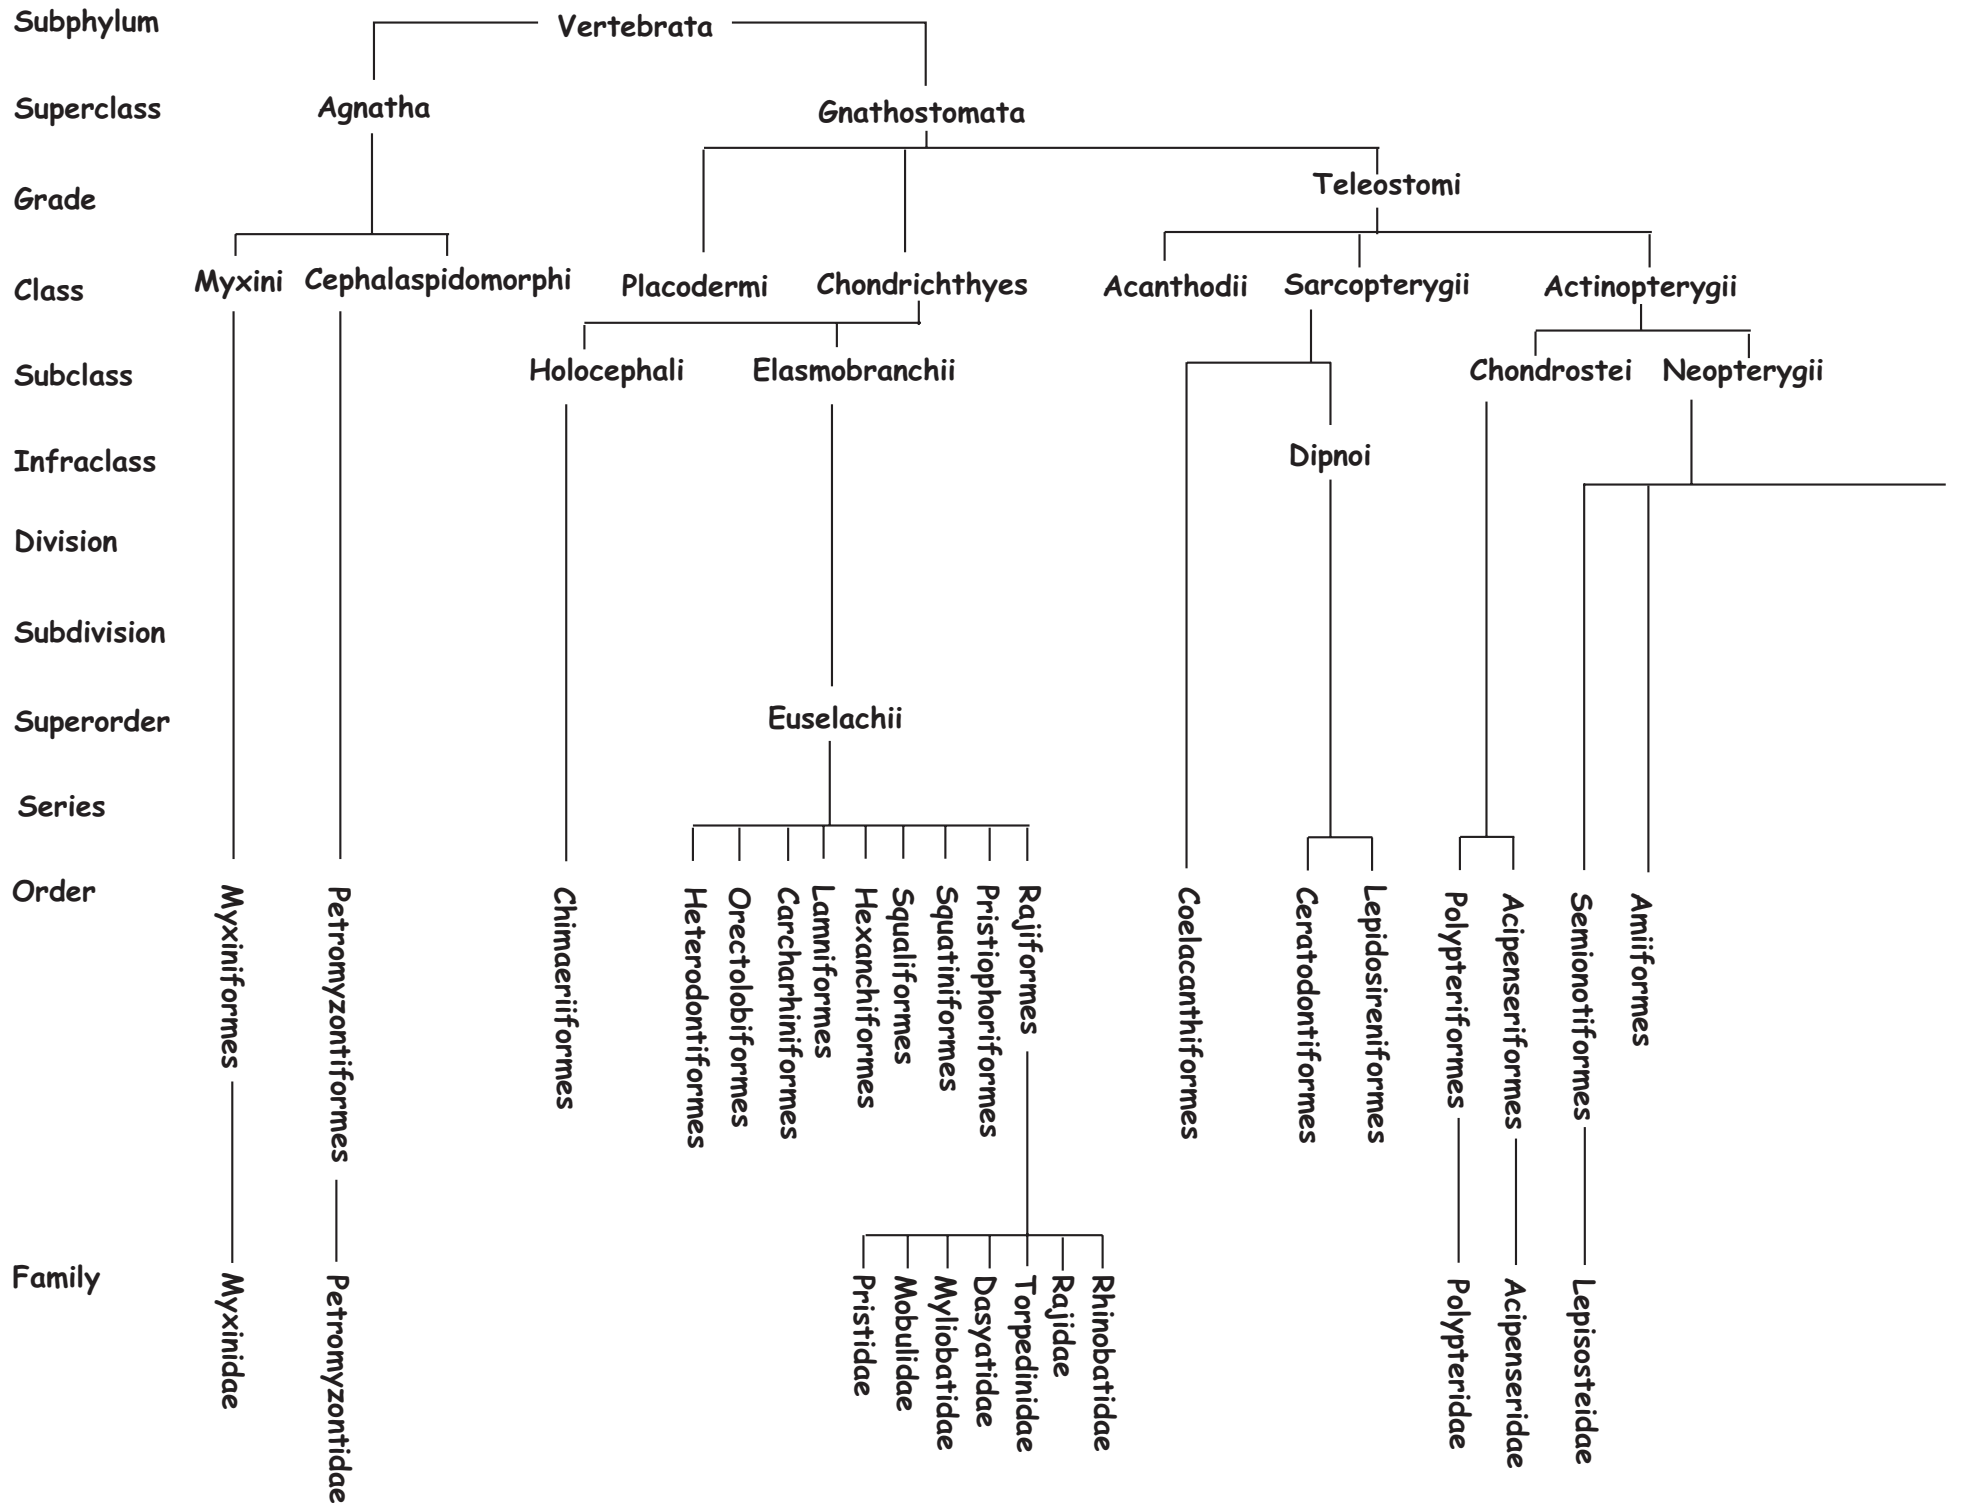 Subphylum
Vertebrata
Superclass
Agnatha
Gnathostomata
Grade
Teleostomi
Class
Myxini
Cephalaspidomorphi
Placodermi
Chondrichthyes
Acanthodii
Sarcopterygii
Actinopterygii
Subclass
Holocephali
Elasmobranchii
Chondrostei
Neopterygii
Infraclass
Dipnoi
Division
Subdivision
Superorder
Euselachii
Series
Order
Myxiniformes
Petromyzontiformes
Chimaeriiformes
Heterodontiformes
Orectolobiformes
Carcharhiniformes
Lamniformes
Hexanchiformes
Squaliformes
Squatiniformes
Pristiophoriformes
Rajiformes
Coelacanthiformes
Ceratodontiformes
Lepidosireniformes
Polypteriformes
Acipenseriformes
Semionotiformes
Amiiformes
Family
Myxinidae
Petromyzontidae
Pristidae
Mobulidae
Myliobatidae
Dasyatidae
Torpedinidae
Rajidae
Rhinobatidae
Polypteridae
Acipenseridae
Lepisosteidae